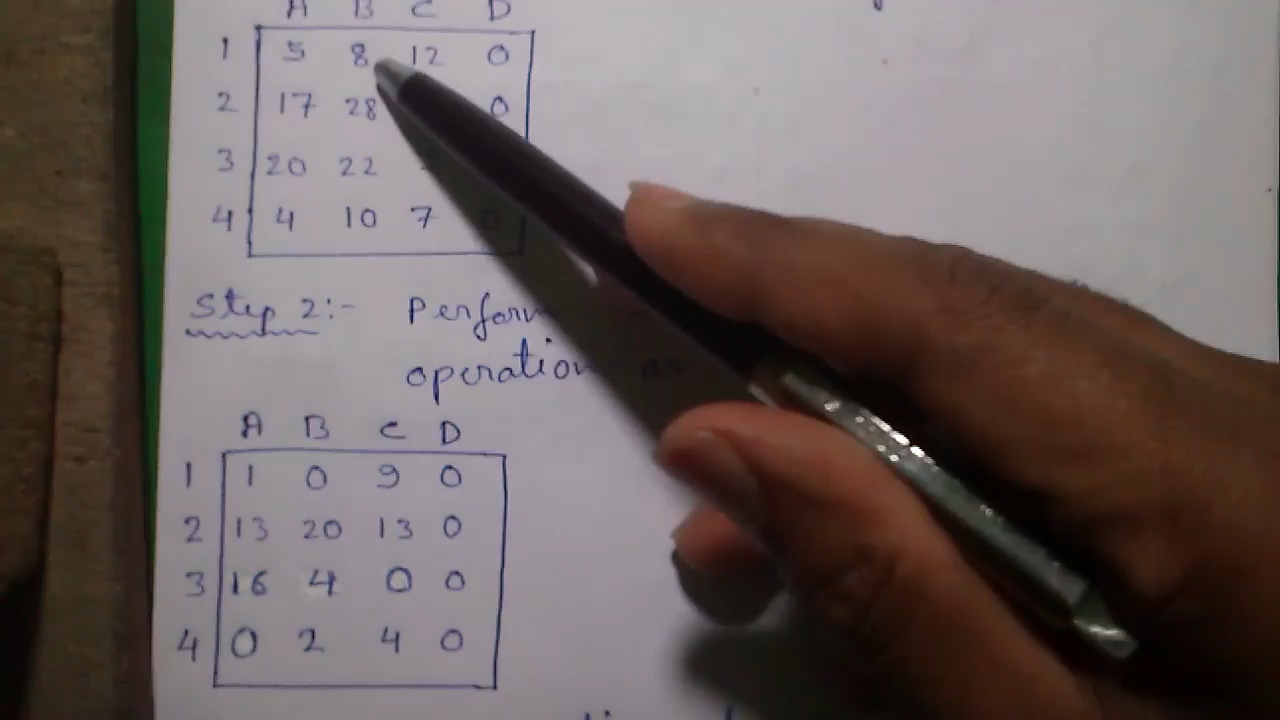 A B C D
1 5 8 12 0
2 17 28 0
3 20 22
4 4 10 7 0
Step 2:- Perform
operation
A B C D
1 1 0 9 0
2 13 20 13 0
3 16 4 0 0
4 0 2 4 0